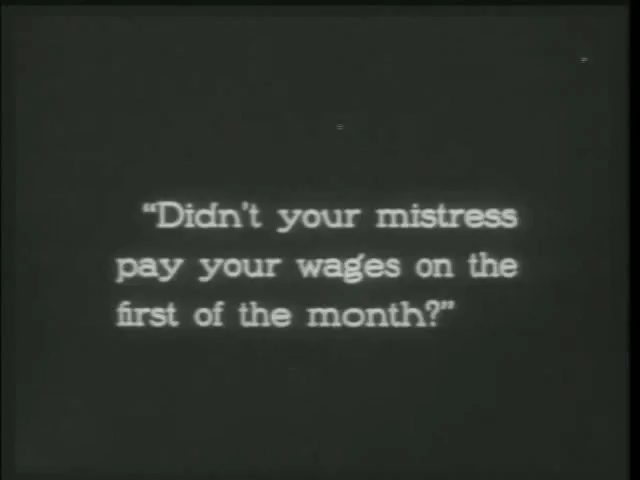 “Didn't your mistress
pay your wages on the
first of the month?”